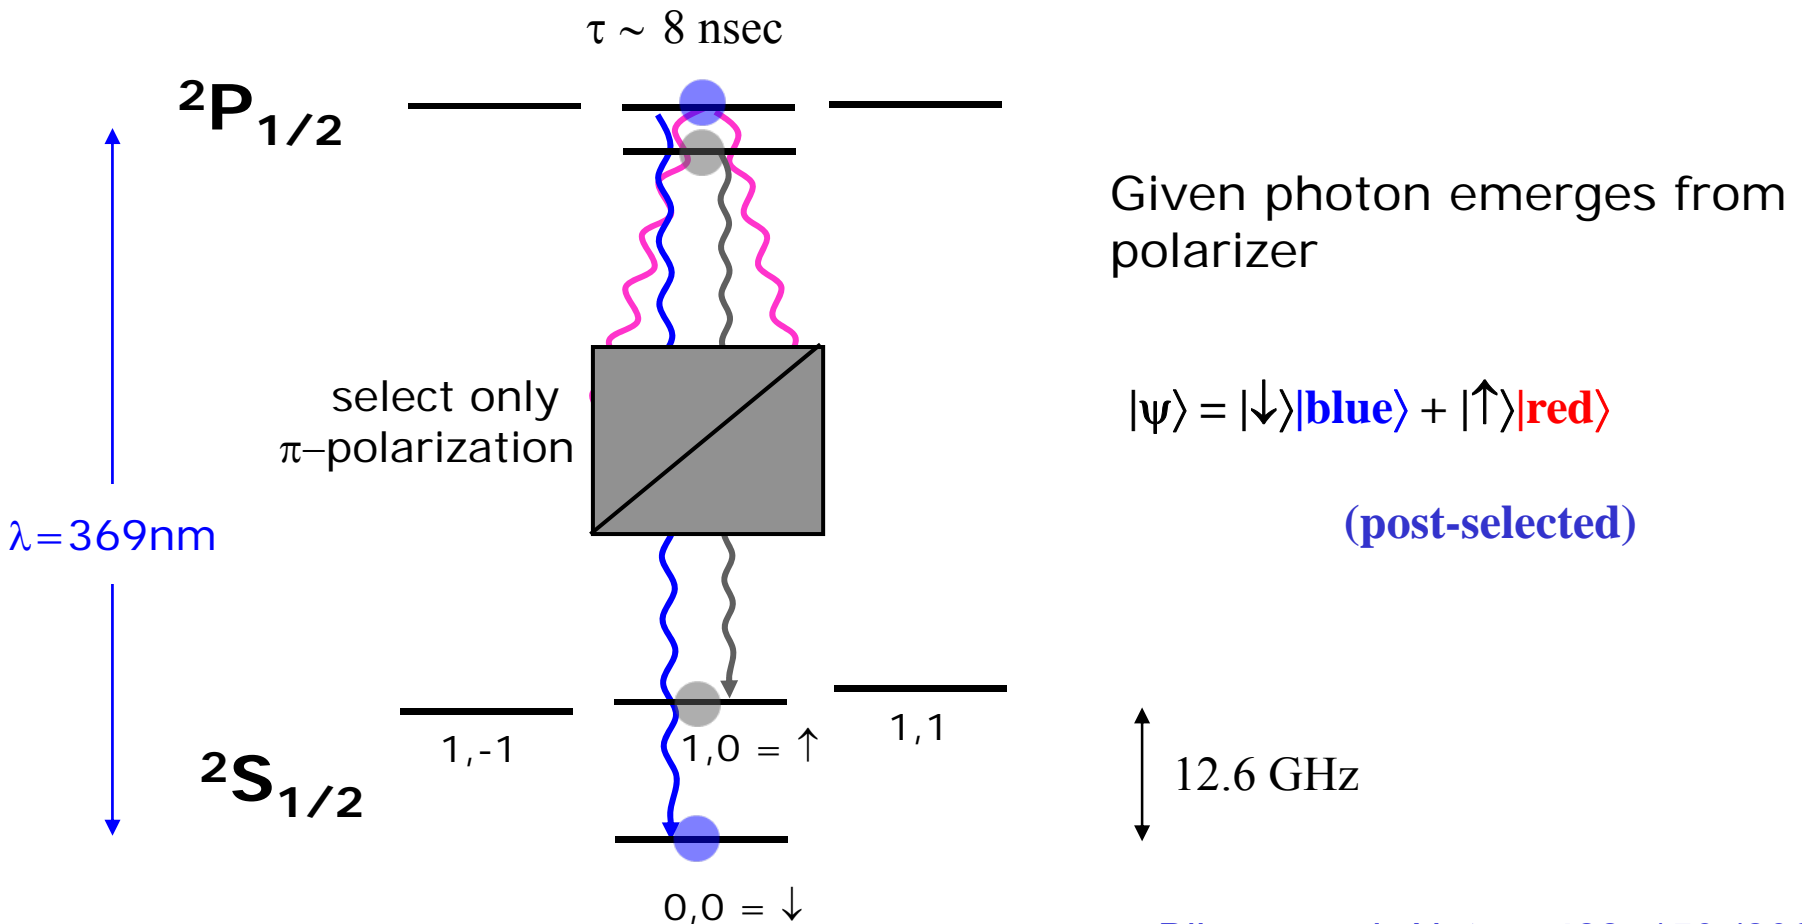 τ ~ 8 nsec
²P₁/₂
Given photon emerges from
polarizer
select only
π–polarization
|ψ⟩ = |↓⟩|blue⟩ + |↑⟩|red⟩
(post-selected)
λ=369nm
1,-1
1,0 = ↑
1,1
²S₁/₂
12.6 GHz
0,0 = ↓